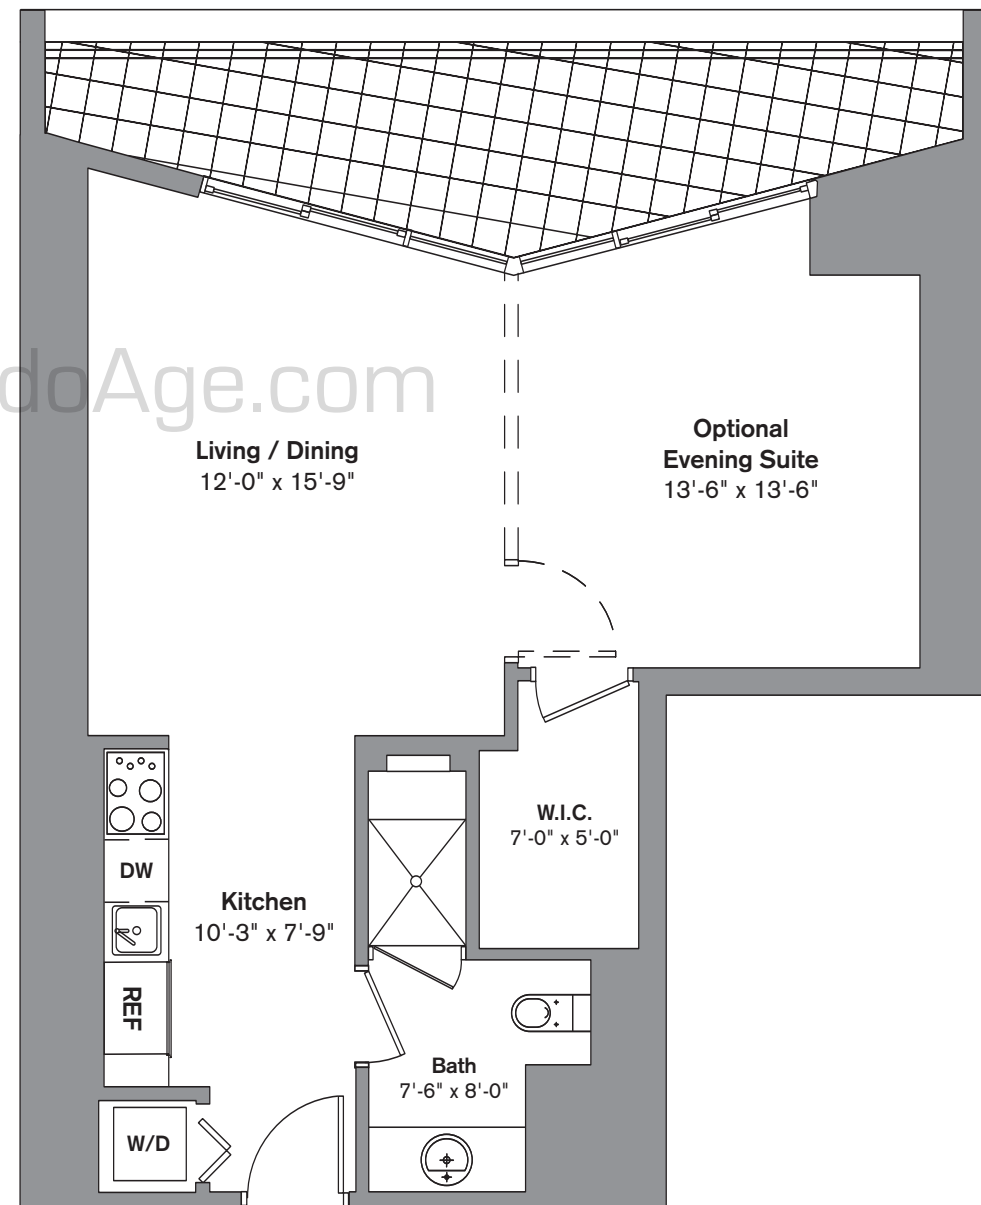 doAge.com
Living / Dining
12'-0" x 15'-9"
Optional
Evening Suite
13'-6" x 13'-6"
W.I.C.
7'-0" x 5'-0"
DW
Kitchen
10'-3" x 7'-9"
REF
Bath
7'-6" x 8'-0"
W/D